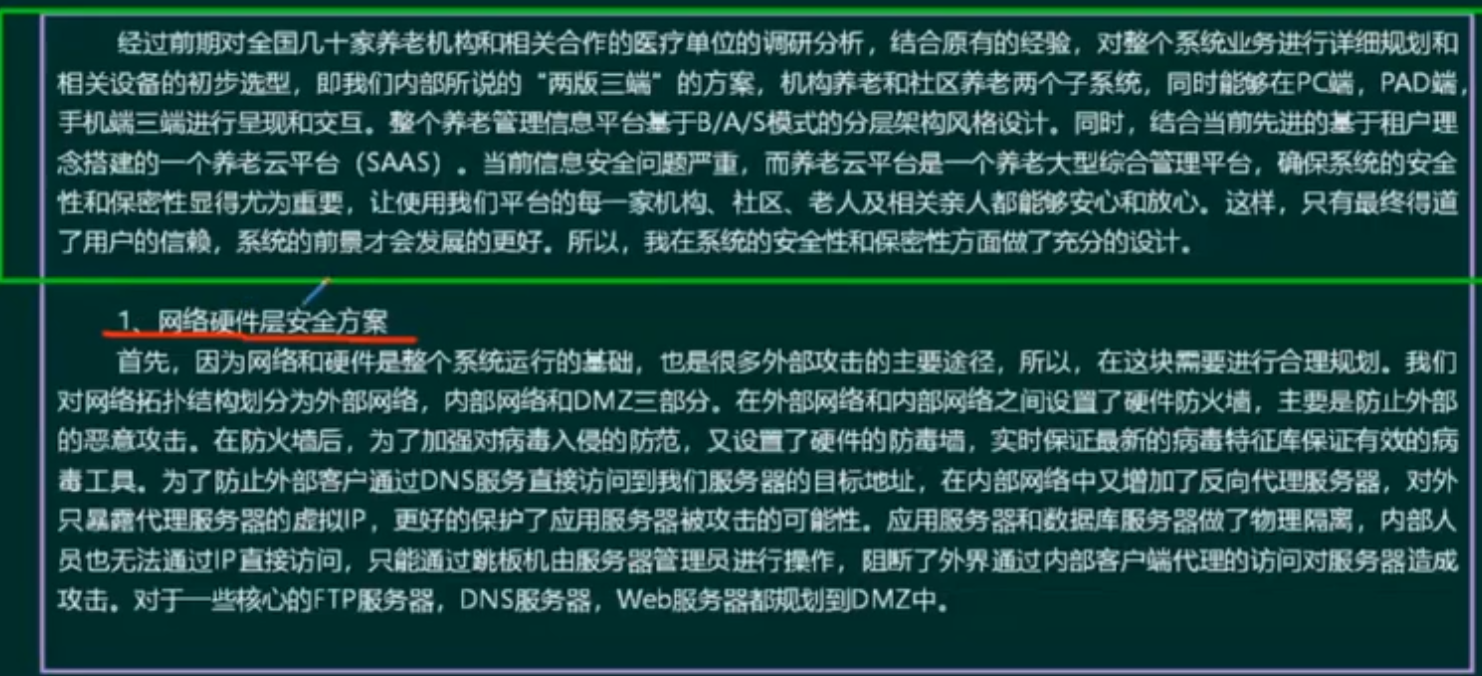 经过前期对全国几十家养老机构和相关合作的医疗单位的调研分析，结合原有的经验，对整个系统业务进行详细规划和
相关设备的初步选型，即我们内部所说的“两版三端”的方案，机构养老和社区养老两个子系统，同时能够在PC端，PAD端，
手机端三端进行呈现和交互。整个养老管理信息平台基于B/A/S模式的分层架构风格设计。同时，结合当前先进的基于租户理
念搭建的一个养老云平台（SAAS）。当前信息安全问题严重，而养老云平台是一个养老大型综合管理平台，确保系统的安全
性和保密性显得尤为重要，让使用我们平台的每一家机构、社区、老人及相关亲人都能够安心和放心。这样，只有最终得道
了用户的信赖，系统的前景才会发展的更好。所以，我在系统的安全性和保密性方面做了充分的设计。
1、网络硬件层安全方案
首先，因为网络和硬件是整个系统运行的基础，也是很多外部攻击的主要途径，所以，在这块需要进行合理规划。我们
对网络拓扑结构划分为外部网络，内部网络和DMZ三部分。在外部网络和内部网络之间设置了硬件防火墙，主要是防止外部
的恶意攻击。在防火墙后，为了加强对病毒入侵的防范，又设置了硬件的防毒墙，实时保证最新的病毒特征库保证有效的病
毒工具。为了防止外部客户通过DNS服务直接访问到我们服务器的目标地址，在内部网络中又增加了反向代理服务器，对外
只暴露代理服务器的虚拟IP，更好的保护了应用服务器被攻击的可能性。应用服务器和数据库服务器做了物理隔离，内部人
员也无法通过IP直接访问，只能通过跳板机由服务器管理员进行操作，阻断了外界通过内部客户端代理的访问对服务器造成
攻击。对于一些核心的FTP服务器，DNS服务器，Web服务器都规划到DMZ中。